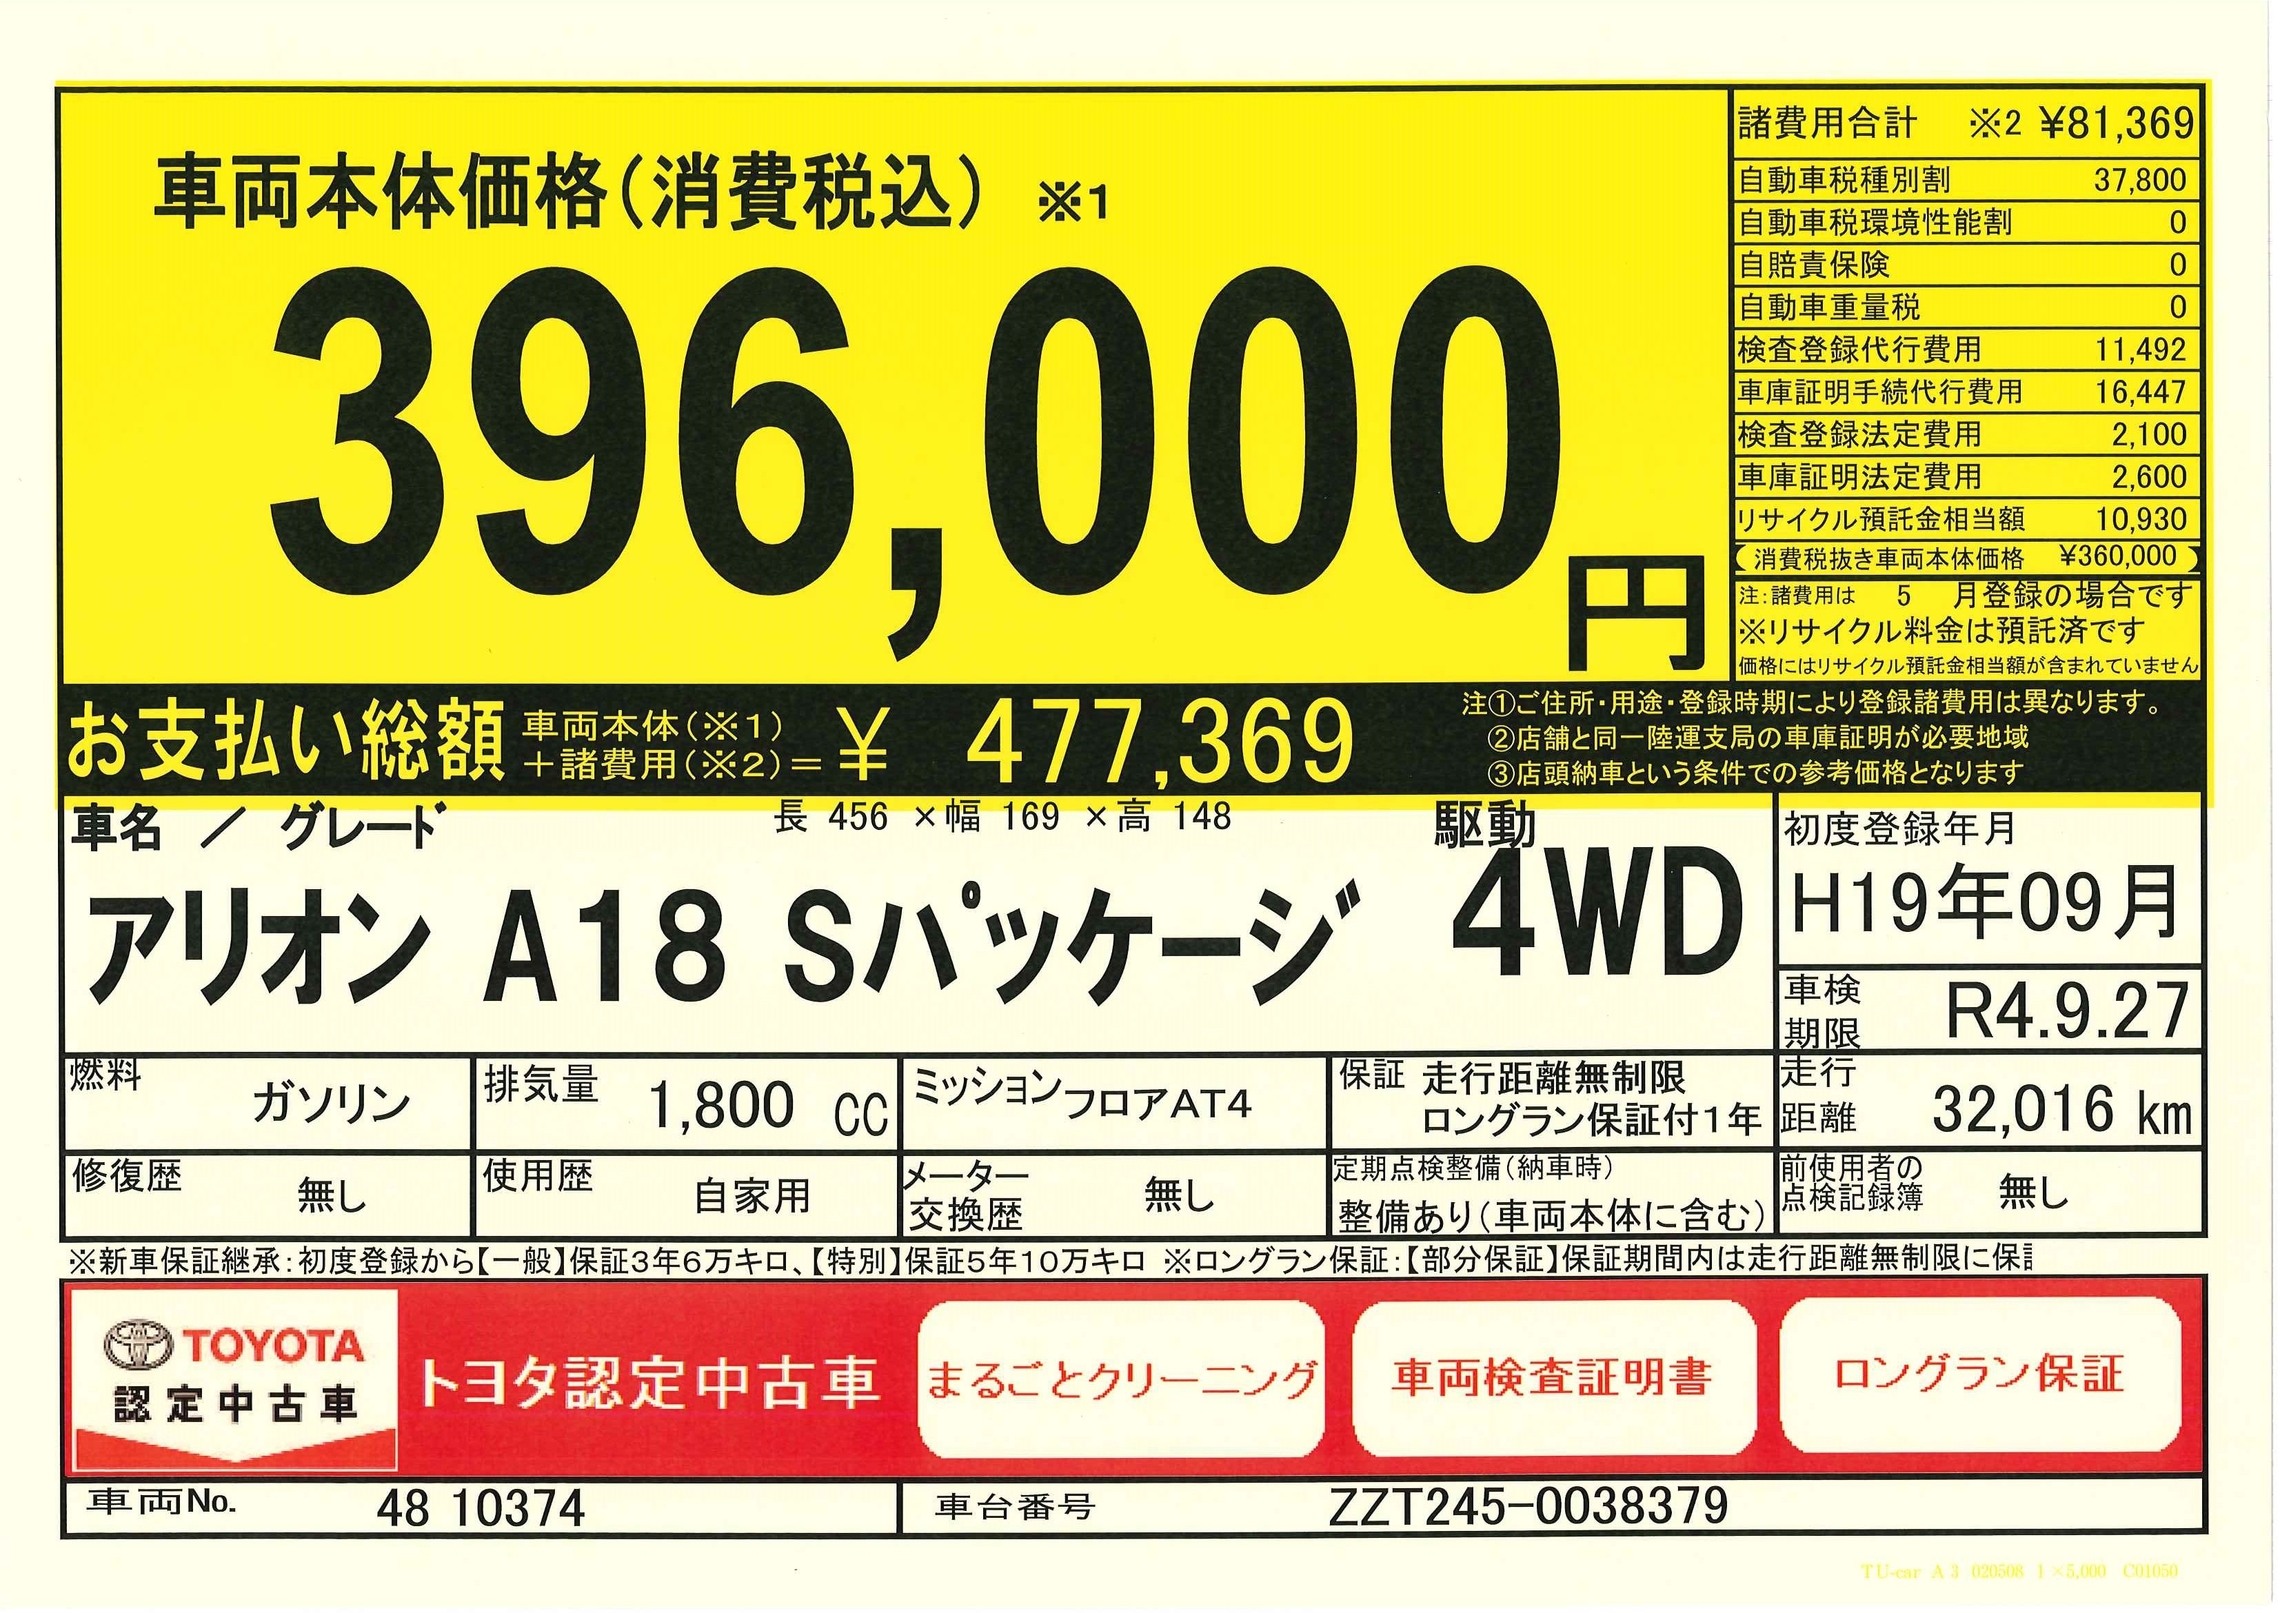 車両本体価格(消費税込) ※1
396,000円
諸費用合計 ※2 ¥81,369
自動車税種別割 37,800
自動車税環境性能割 0
自賠責保険 0
自動車重量税 0
検査登録代行費用 11,492
車庫証明手続代行費用 16,447
検査登録法定費用 2,100
車庫証明法定費用 2,600
リサイクル預託金相当額 10,930
(消費税抜き車両本体価格 ¥360,000)
注:諸費用は 5 月登録の場合です
※リサイクル料金は預託済です
価格にはリサイクル預託金相当額が含まれていません
お支払い総額 車両本体(※1)
+諸費用(※2)=¥ 477,369
注①ご住所・用途・登録時期により登録諸費用は異なります。
②店舗と同一陸運支局の車庫証明が必要地域
③店頭納車という条件での参考価格となります
車名 / グレード 長 456 ×幅 169 ×高 148 駆動
アリオン A18 Sパッケージ 4WD
初度登録年月
H19年09月
車検期限 R4.9.27
燃料 ガソリン
排気量 1,800 CC
ミッション フロアAT4
保証 走行距離無制限
ロングラン保証付1年
走行距離 32,016 km
修復歴 無し
使用歴 自家用
メーター交換歴 無し
定期点検整備(納車時)
整備あり(車両本体に含む)
前使用者の点検記録簿 無し
※新車保証継承:初度登録から【一般】保証3年6万キロ、【特別】保証5年10万キロ ※ロングラン保証:【部分保証】保証期間内は走行距離無制限に保証
TOYOTA
認定中古車
トヨタ認定中古車
まるごとクリーニング
車両検査証明書
ロングラン保証
車両No. 48 10374
車台番号 ZZT245-0038379
TU-car A3 020508 1×5,000 C01050